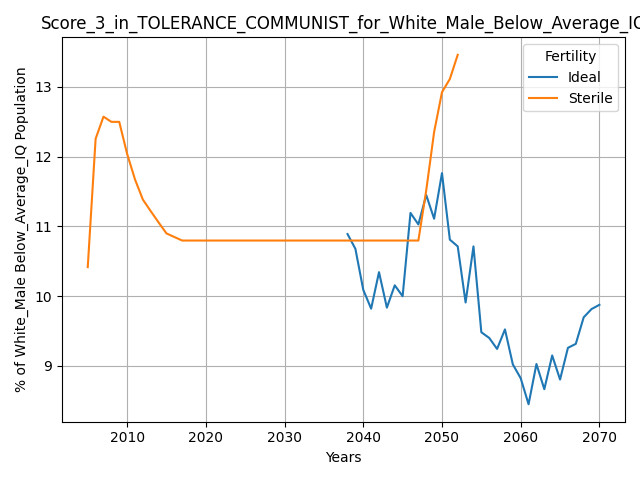 Score_3_in_TOLERANCE_COMMUNIST_for_White_Male_Below_Average_IQ
Fertility
Ideal
Sterile
% of White_Male Below_Average_IQ Population
13
12
11
10
9
2010 2020 2030 2040 2050 2060 2070
Years